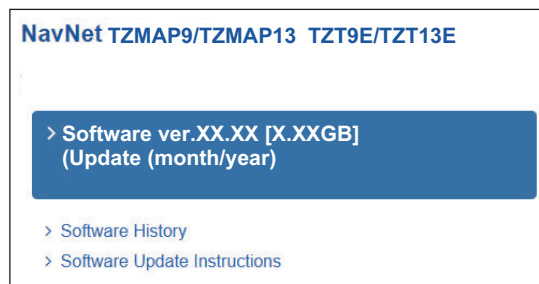 NavNet TZMAP9/TZMAP13 TZT9E/TZT13E
> Software ver.XX.XX [X.XXGB]
(Update (month/year)
> Software History
> Software Update Instructions